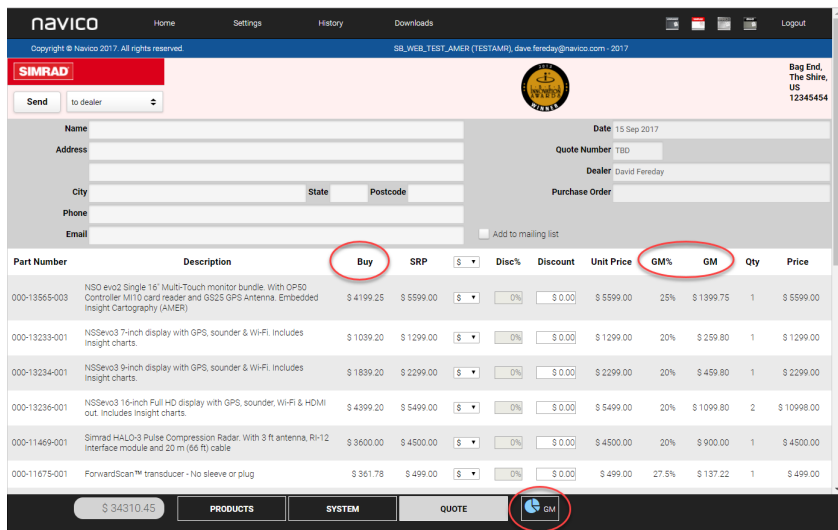 navico Home Settings History Downloads Logout
Copyright © Navico 2017. All rights reserved. SB_WEB_TEST_AMER (TESTAMR), dave.fereday@navico.com - 2017
SIMRAD
Bag End,
The Shire,
US
12345454
Send to dealer
2016
WINNER
Name Date 15 Sep 2017
Address Quote Number TBD
Dealer David Fereday
City State Postcode Purchase Order
Phone
Email Add to mailing list
Part Number Description Buy SRP $ Disc% Discount Unit Price GM% GM Qty Price
000-13565-003 NSO evo2 Single 16" Multi-Touch monitor bundle. With OP50 Controller MI10 card reader and GS25 GPS Antenna. Embedded Insight Cartography (AMER) $ 4199.25 $ 5599.00 $ 0% $ 0.00 $ 5599.00 25% $ 1399.75 1 $ 5599.00
000-13233-001 NSSevo3 7-inch display with GPS, sounder & Wi-Fi. Includes Insight charts. $ 1039.20 $ 1299.00 $ 0% $ 0.00 $ 1299.00 20% $ 259.80 1 $ 1299.00
000-13234-001 NSSevo3 9-inch display with GPS, sounder & Wi-Fi. Includes Insight charts. $ 1839.20 $ 2299.00 $ 0% $ 0.00 $ 2299.00 20% $ 459.80 1 $ 2299.00
000-13236-001 NSSevo3 16-inch Full HD display with GPS, sounder, Wi-Fi & HDMI out. Includes Insight charts. $ 4399.20 $ 5499.00 $ 0% $ 0.00 $ 5499.00 20% $ 1099.80 2 $ 10998.00
000-11469-001 Simrad HALO-3 Pulse Compression Radar. With 3 ft antenna, RI-12 Interface module and 20 m (66 ft) cable $ 3600.00 $ 4500.00 $ 0% $ 0.00 $ 4500.00 20% $ 900.00 1 $ 4500.00
000-11675-001 ForwardScan™ transducer - No sleeve or plug $ 361.78 $ 499.00 $ 0% $ 0.00 $ 499.00 27.5% $ 137.22 1 $ 499.00
$ 34310.45 PRODUCTS SYSTEM QUOTE GM